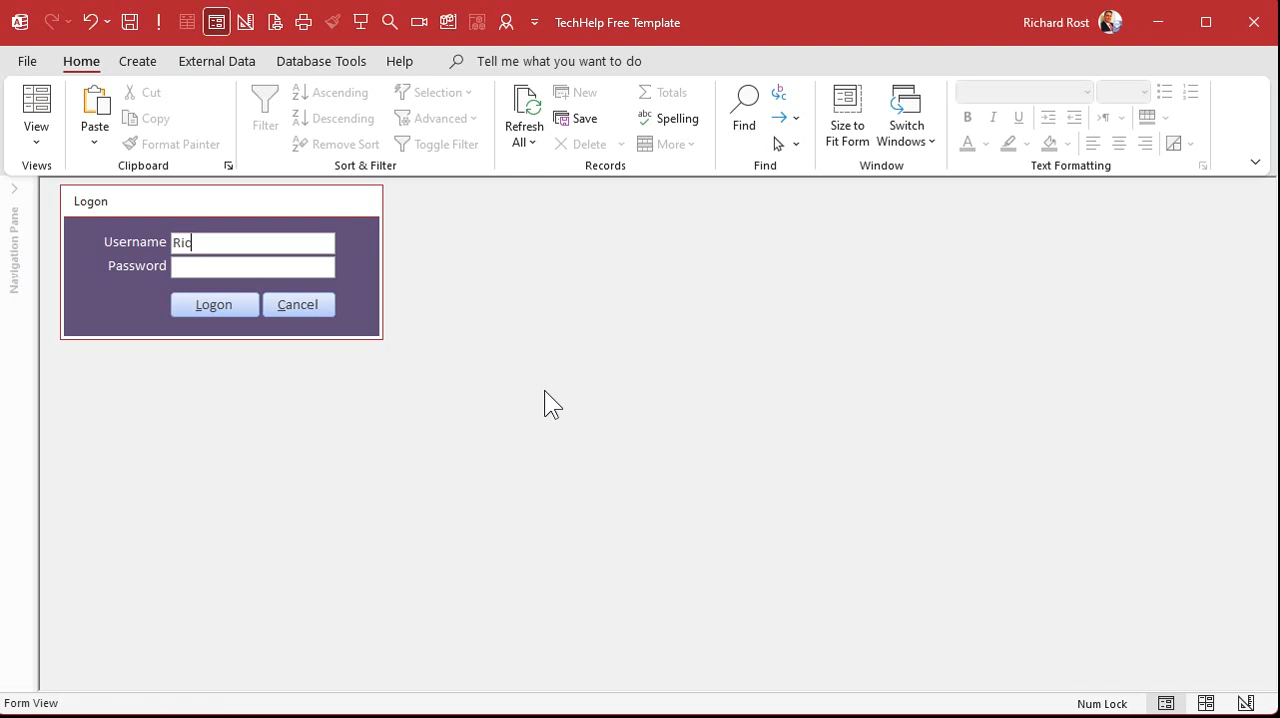 TechHelp Free Template
Richard Rost
File Home Create External Data Database Tools Help Tell me what you want to do
View
Views
Paste
Cut
Copy
Format Painter
Clipboard
Filter
Ascending
Descending
Remove Sort
Selection
Advanced
Toggle Filter
Sort & Filter
Refresh
All
New
Save
Delete
Totals
Spelling
More
Records
Find
Find
Size to
Fit Form
Switch
Windows
Window
B I U
A
Text Formatting
Navigation Pane
Logon
Username Ric
Password
Logon Cancel
Form View
Num Lock